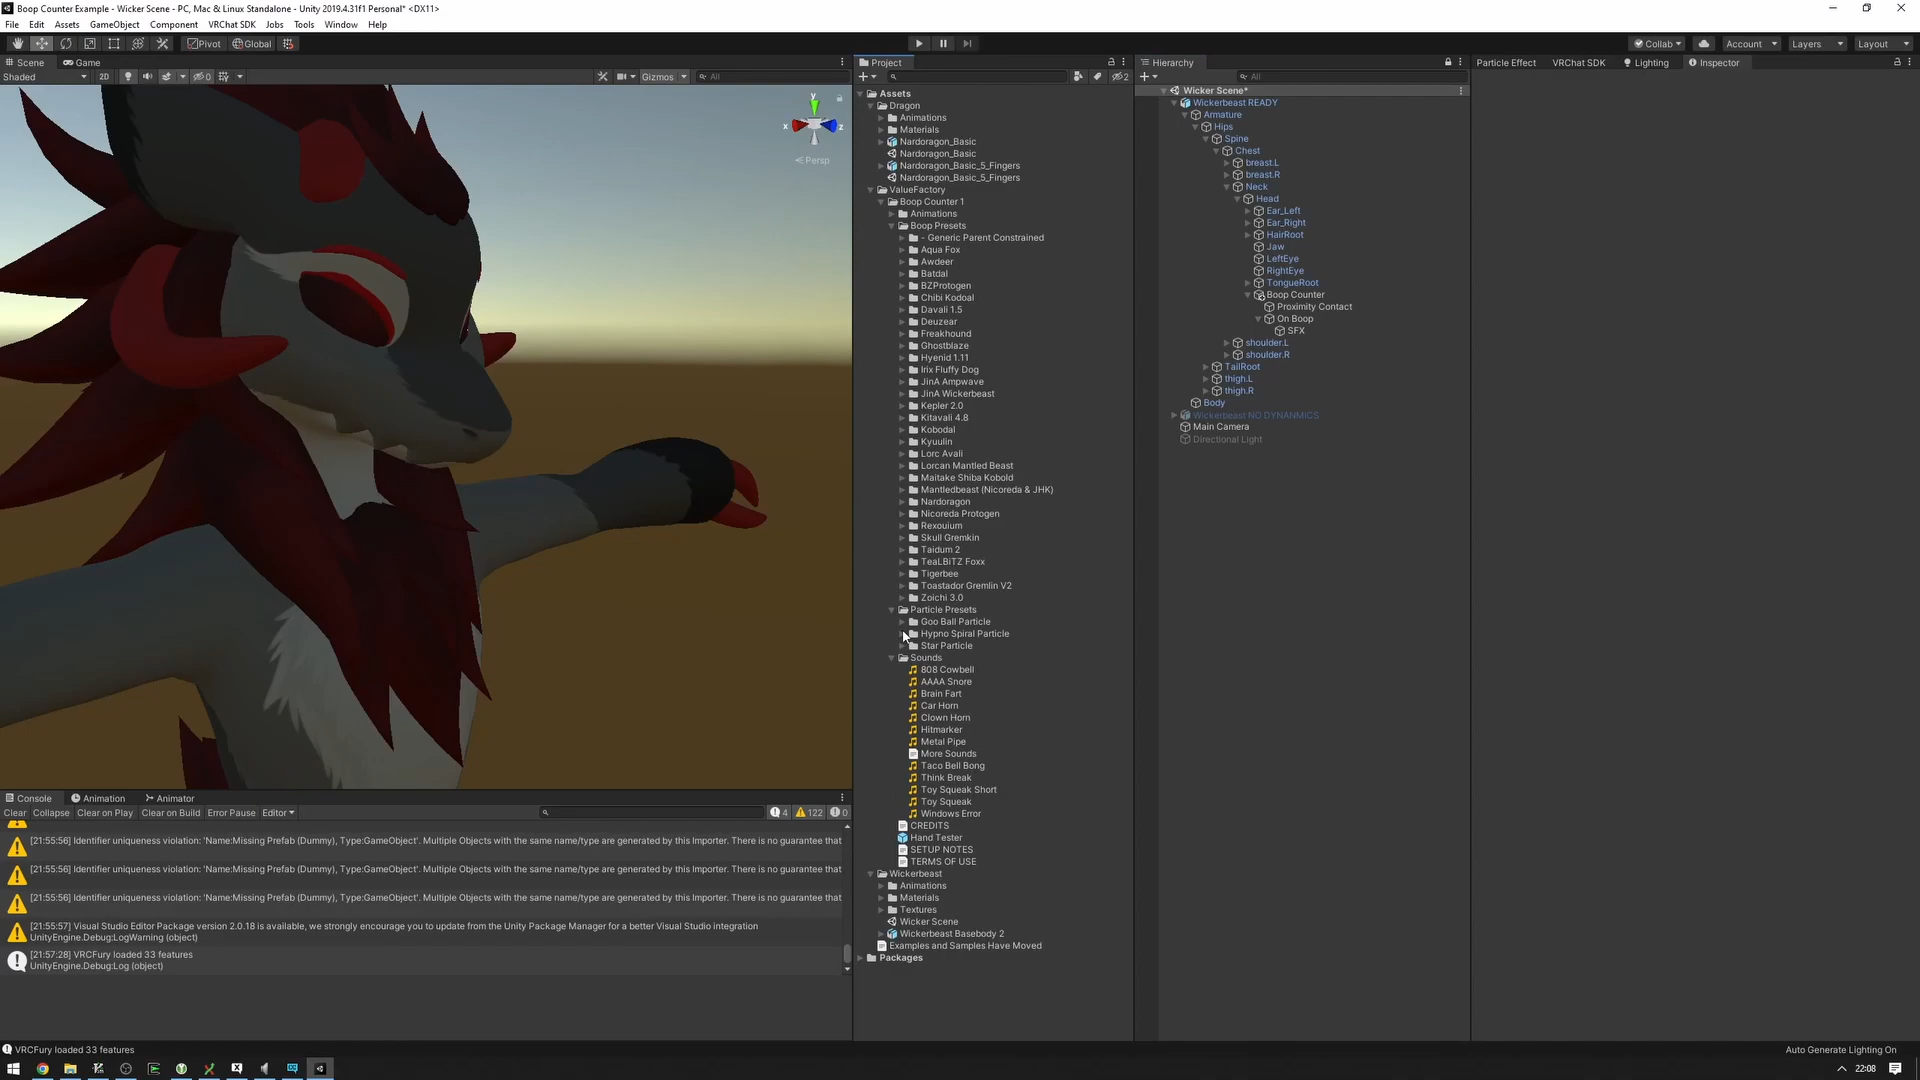 Boop Counter Example - Wicker Scene - PC, Mac & Linux Standalone - Unity 2019.4.31f1 Personal* <DX11>
File Edit Assets GameObject Component VRChat SDK Jobs Tools Window Help
Pivot Global
Collab Account Layers Layout
Scene Game
Shaded 2D 0 Gizmos All
y
x z
Persp
Console Animation Animator
Clear Collapse Clear on Play Clear on Build Error Pause Editor 4 122 0
[21:55:56] Identifier uniqueness violation: 'Name:Missing Prefab (Dummy), Type:GameObject'. Multiple Objects with the same name/type are generated by this Importer. There is no guarantee that
[21:55:56] Identifier uniqueness violation: 'Name:Missing Prefab (Dummy), Type:GameObject'. Multiple Objects with the same name/type are generated by this Importer. There is no guarantee that
[21:55:56] Identifier uniqueness violation: 'Name:Missing Prefab (Dummy), Type:GameObject'. Multiple Objects with the same name/type are generated by this Importer. There is no guarantee that
[21:55:57] Visual Studio Editor Package version 2.0.18 is available, we strongly encourage you to update from the Unity Package Manager for a better Visual Studio integration
UnityEngine.Debug:LogWarning (object)
[21:57:28] VRCFury loaded 33 features
UnityEngine.Debug:Log (object)
Project
2
Assets
Dragon
Animations
Materials
Nardoragon_Basic
Nardoragon_Basic
Nardoragon_Basic_5_Fingers
Nardoragon_Basic_5_Fingers
ValueFactory
Boop Counter 1
Animations
Boop Presets
- Generic Parent Constrained
Aqua Fox
Awdeer
Batdal
BZProtogen
Chibi Kodoal
Davali 1.5
Deuzear
Freakhound
Ghostblaze
Hyenid 1.11
Irix Fluffy Dog
JinA Ampwave
JinA Wickerbeast
Kepler 2.0
Kitavali 4.8
Kobodal
Kyuulin
Lorc Avali
Lorcan Mantled Beast
Maitake Shiba Kobold
Mantledbeast (Nicoreda & JHK)
Nardoragon
Nicoreda Protogen
Rexouium
Skull Gremkin
Taidum 2
TeaLBiTZ Foxx
Tigerbee
Toastador Gremlin V2
Zoichi 3.0
Particle Presets
Goo Ball Particle
Hypno Spiral Particle
Star Particle
Sounds
808 Cowbell
AAAA Snore
Brain Fart
Car Horn
Clown Horn
Hitmarker
Metal Pipe
More Sounds
Taco Bell Bong
Think Break
Toy Squeak Short
Toy Squeak
Windows Error
CREDITS
Hand Tester
SETUP NOTES
TERMS OF USE
Wickerbeast
Animations
Materials
Textures
Wicker Scene
Wickerbeast Basebody 2
Examples and Samples Have Moved
Packages
Hierarchy
All
Wicker Scene*
Wickerbeast READY
Armature
Hips
Spine
Chest
breast.L
breast.R
Neck
Head
Ear_Left
Ear_Right
HairRoot
Jaw
LeftEye
RightEye
TongueRoot
Boop Counter
Proximity Contact
On Boop
SFX
shoulder.L
shoulder.R
TailRoot
thigh.L
thigh.R
Body
Wickerbeast NO DYNANMICS
Main Camera
Directional Light
Particle Effect VRChat SDK Lighting Inspector
VRCFury loaded 33 features
Auto Generate Lighting On
22:08